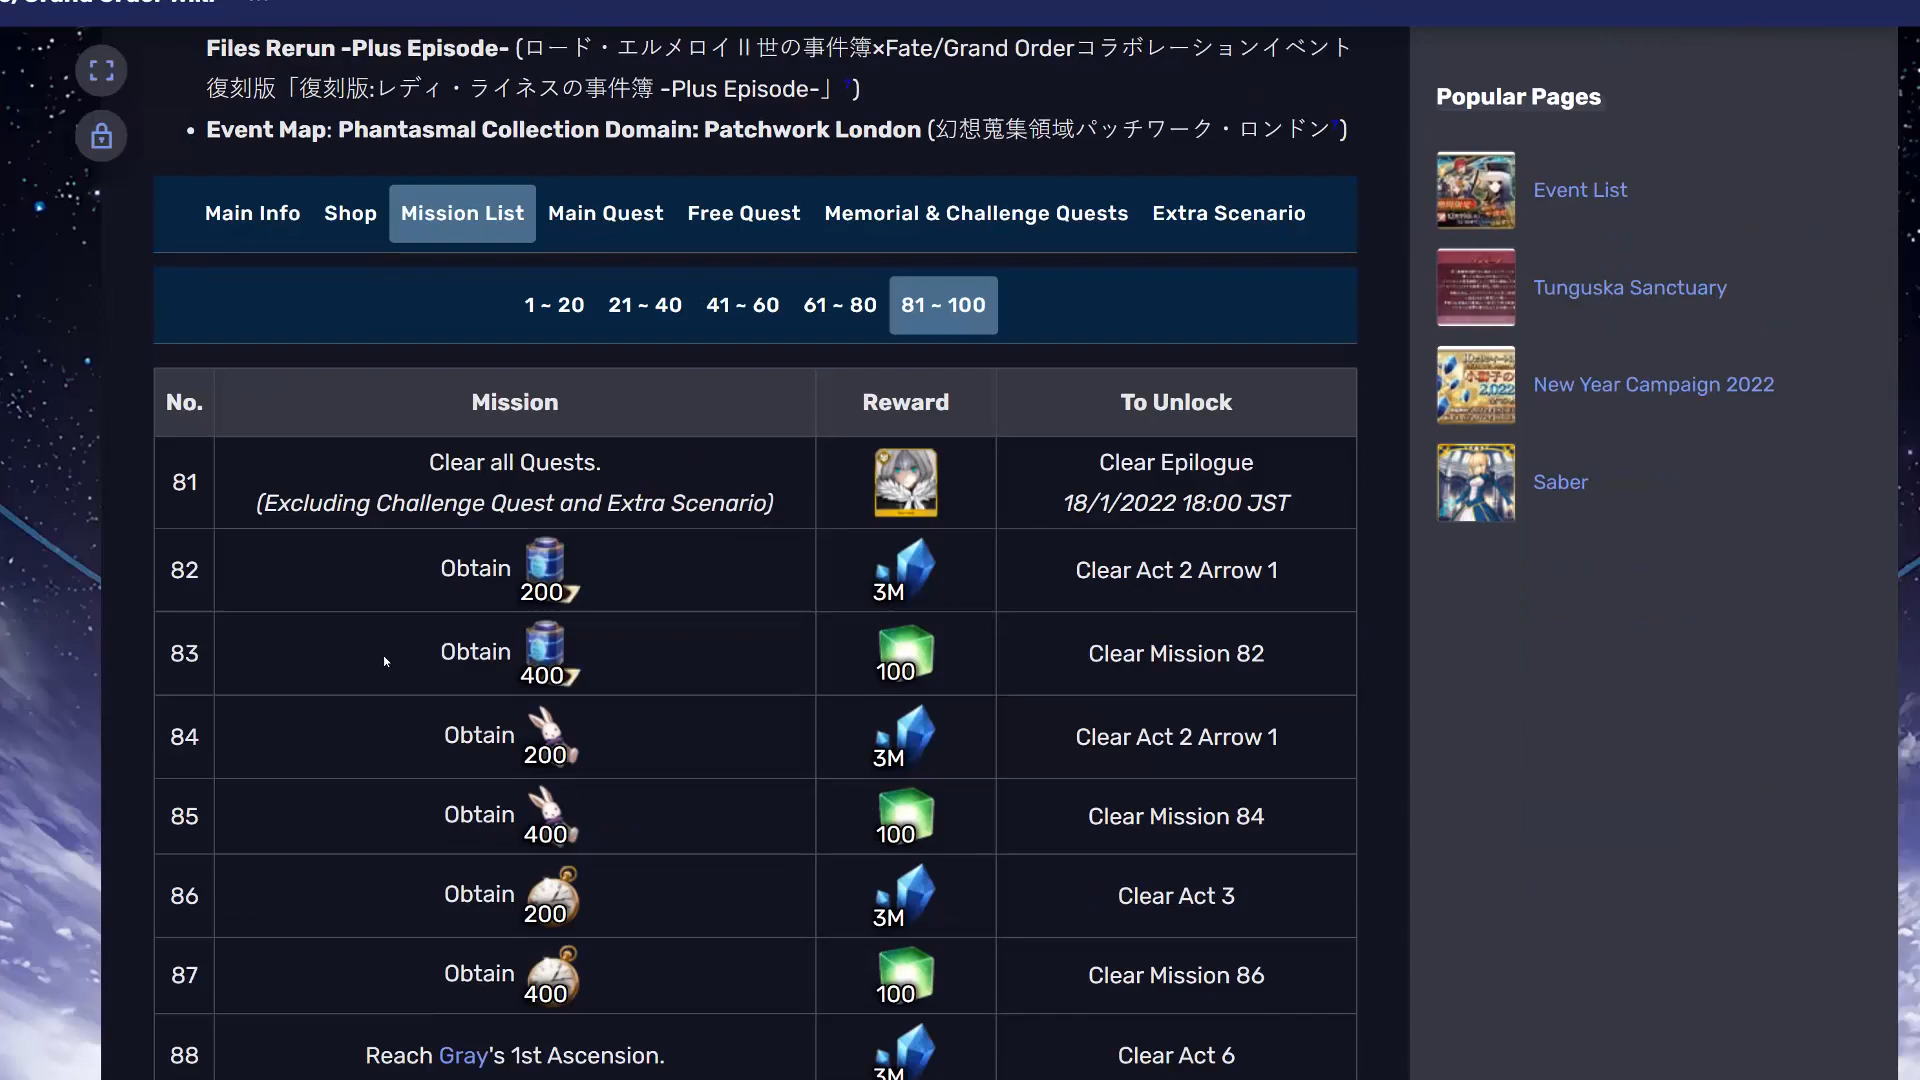 Files Rerun -Plus Episode- (ロード・エルメロイⅡ世の事件簿×Fate/Grand Orderコラボレーションイベント
復刻版「復刻版:レディ・ライネスの事件簿 -Plus Episode-」?)
• Event Map: Phantasmal Collection Domain: Patchwork London (幻想蒐集領域パッチワーク・ロンドン?)
Main Info Shop Mission List Main Quest Free Quest Memorial & Challenge Quests Extra Scenario
1 ~ 20 21 ~ 40 41 ~ 60 61 ~ 80 81 ~ 100
No. Mission Reward To Unlock
81 Clear all Quests. Clear Epilogue
(Excluding Challenge Quest and Extra Scenario) 18/1/2022 18:00 JST
82 Obtain 200 3M Clear Act 2 Arrow 1
83 Obtain 400 100 Clear Mission 82
84 Obtain 200 3M Clear Act 2 Arrow 1
85 Obtain 400 100 Clear Mission 84
86 Obtain 200 3M Clear Act 3
87 Obtain 400 100 Clear Mission 86
88 Reach Gray's 1st Ascension. 3M Clear Act 6
Popular Pages
Event List
Tunguska Sanctuary
New Year Campaign 2022
Saber